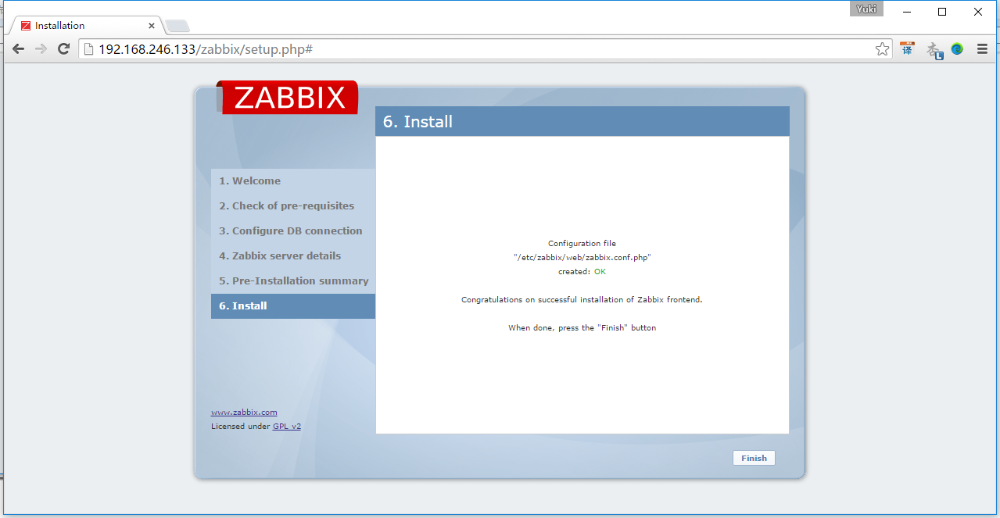 Yuki
Installation
192.168.246.133/zabbix/setup.php#
译
ZABBIX
6. Install
1. Welcome
2. Check of pre-requisites
3. Configure DB connection
4. Zabbix server details
5. Pre-Installation summary
6. Install
Configuration file
"/etc/zabbix/web/zabbix.conf.php"
created: OK
Congratulations on successful installation of Zabbix frontend.
When done, press the "Finish" button
www.zabbix.com
Licensed under GPL v2
Finish